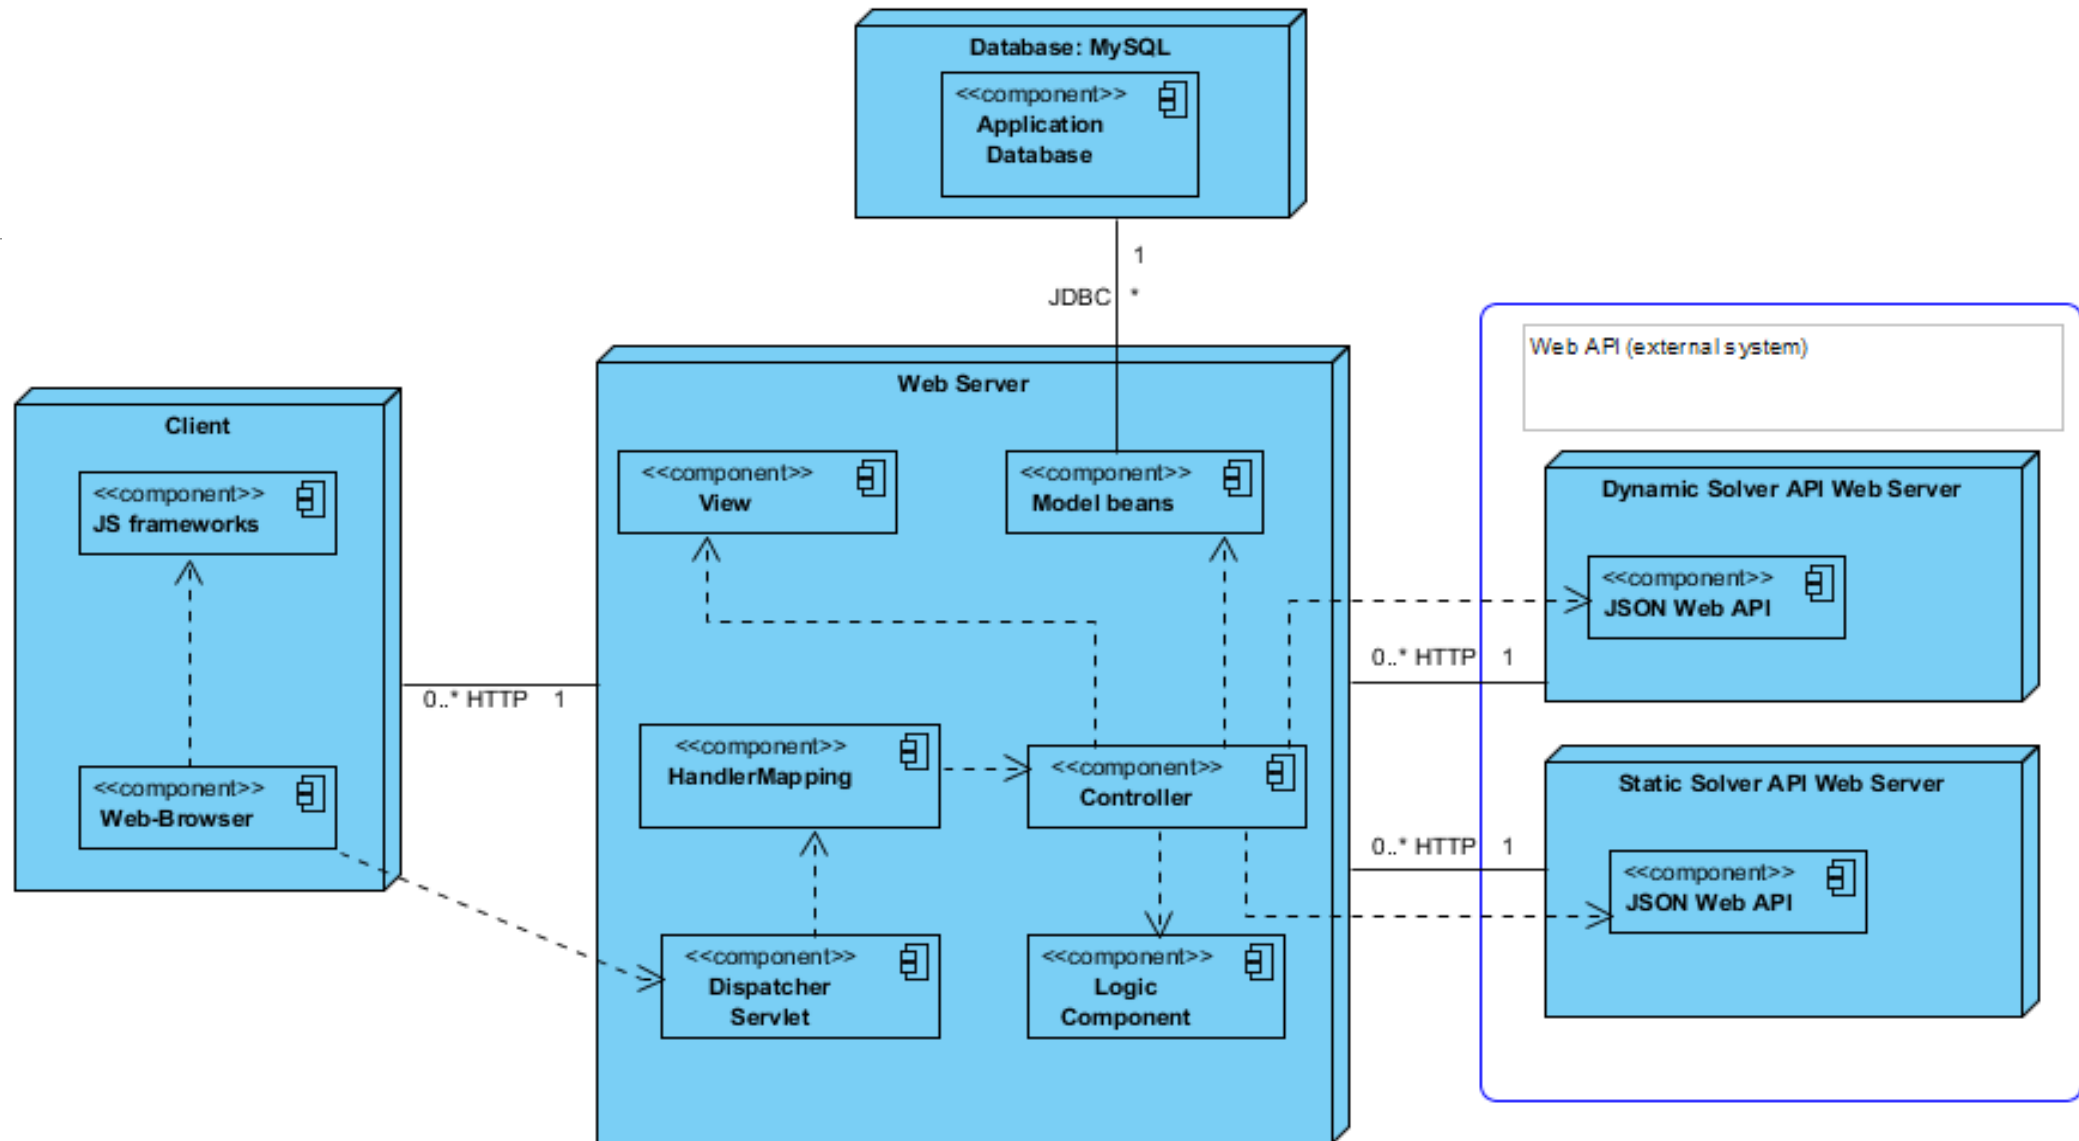 Database: MySQL
<<component>>
Application
Database
1
JDBC *
Web API (external system)
Web Server
Client
<<component>>
View
<<component>>
Model beans
<<component>>
JS frameworks
Dynamic Solver API Web Server
<<component>>
JSON Web API
0..* HTTP 1
0..* HTTP 1
<<component>>
HandlerMapping
<<component>>
Controller
<<component>>
Web-Browser
Static Solver API Web Server
0..* HTTP 1
<<component>>
JSON Web API
<<component>>
Dispatcher
Servlet
<<component>>
Logic
Component